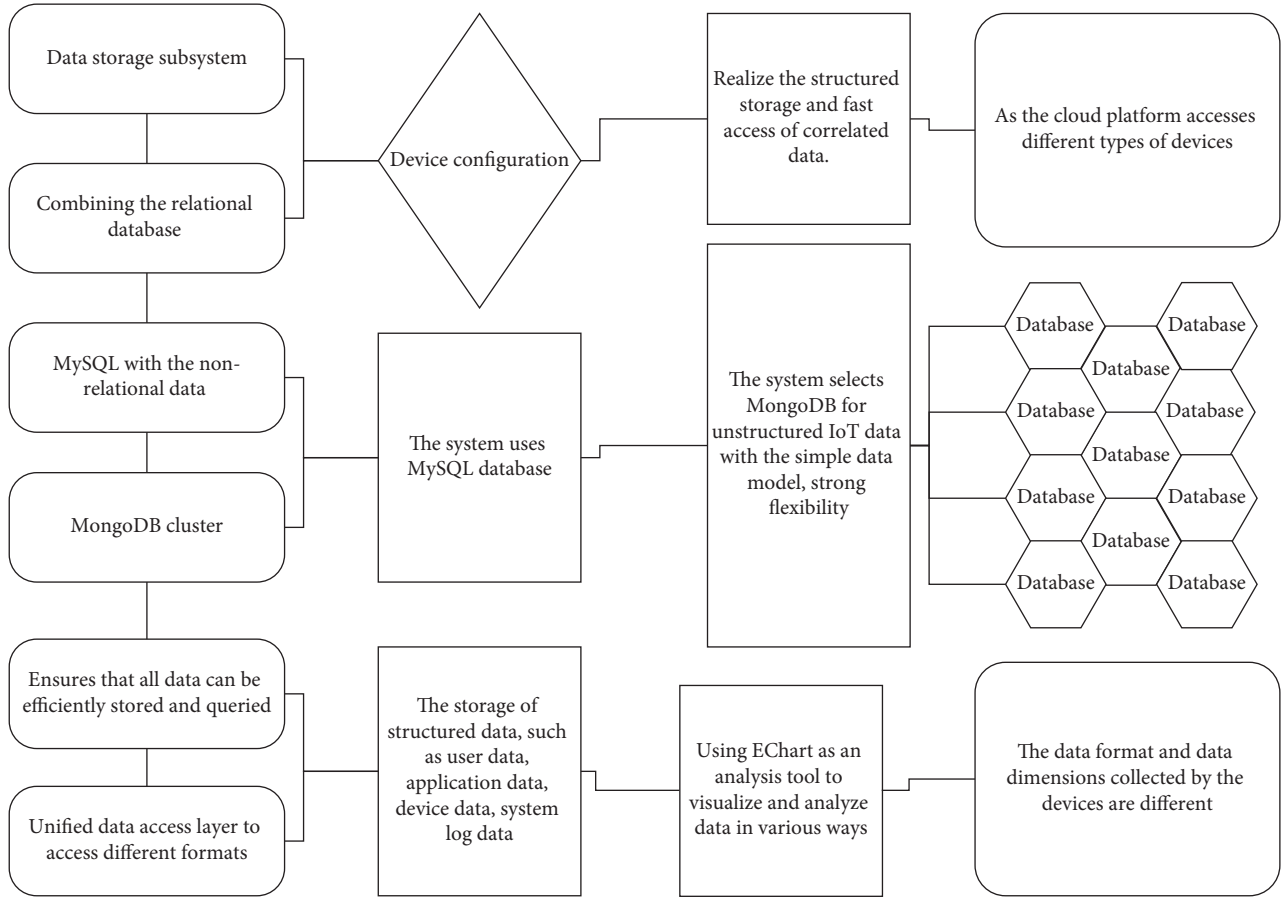 Data storage subsystem
Combining the relational
database
MySQL with the non-
relational data
MongoDB cluster
Ensures that all data can be
efficiently stored and queried
Unified data access layer to
access different formats
Device configuration
The system uses
MySQL database
The storage of
structured data, such
as user data,
application data,
device data, system
log data
Realize the structured
storage and fast
access of correlated
data.
The system selects
MongoDB for
unstructured IoT data
with the simple data
model, strong
flexibility
Using EChart as an
analysis tool to
visualize and analyze
data in various ways
As the cloud platform accesses
different types of devices
Database
Database
Database
Database
Database
Database
Database
Database
Database
Database
Database
The data format and data
dimensions collected by the
devices are different